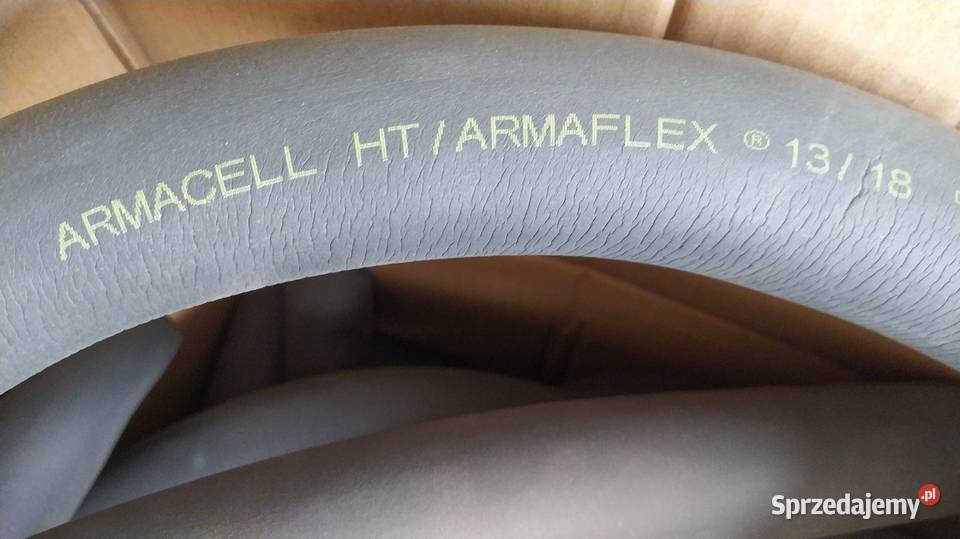 ARMACELL HT / ARMAFLEX ® 13 / 18
Sprzedajemy.pl